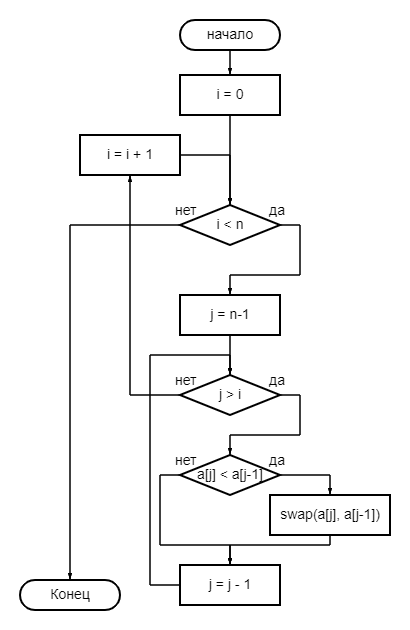 начало
i = 0
i = i + 1
нет
да
i < n
j = n-1
нет
да
j > i
нет
да
a[j] < a[j-1]
swap(a[j], a[j-1])
j = j - 1
Конец